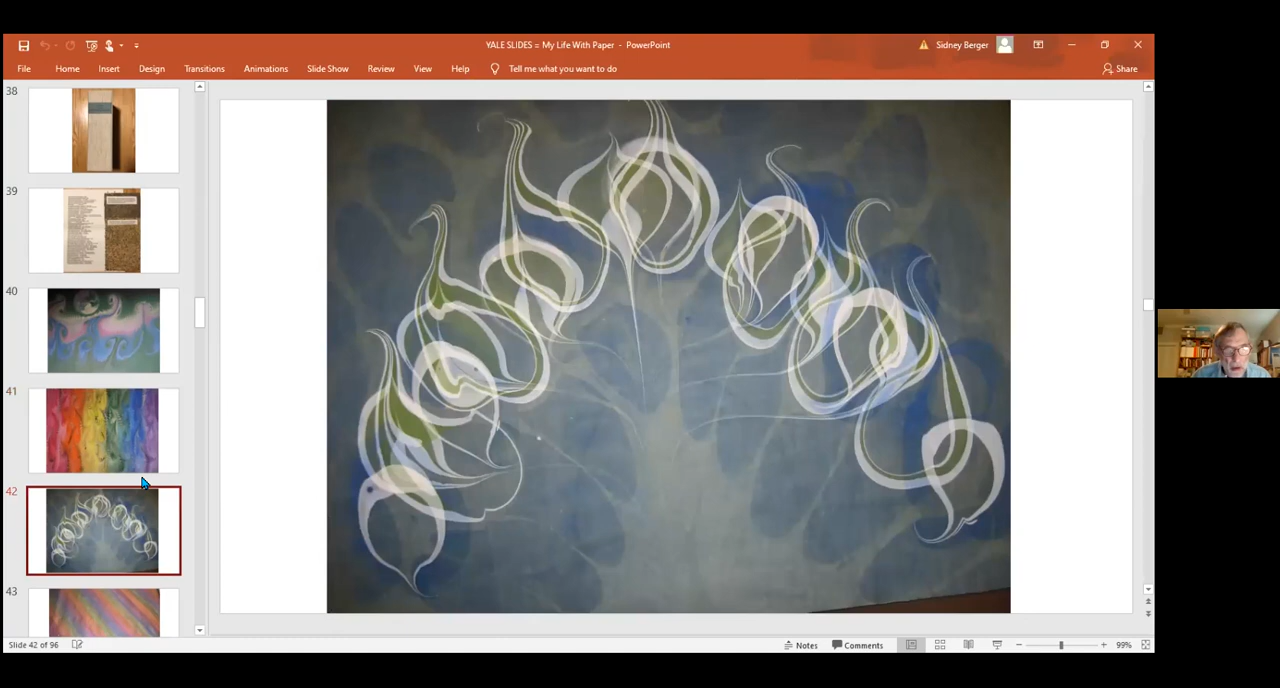 YALE SLIDES = My Life With Paper - PowerPoint
Sidney Berger
File Home Insert Design Transitions Animations Slide Show Review View Help Tell me what you want to do
Share
38
39
40
41
42
43
Slide 42 of 96
Notes Comments
99%